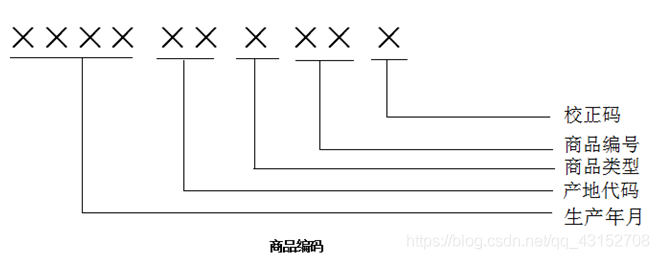 ×××× ×× × ×× ×
校正码
商品编号
商品类型
产地代码
生产年月
商品编码
https://blog.csdn.net/qq_43152708